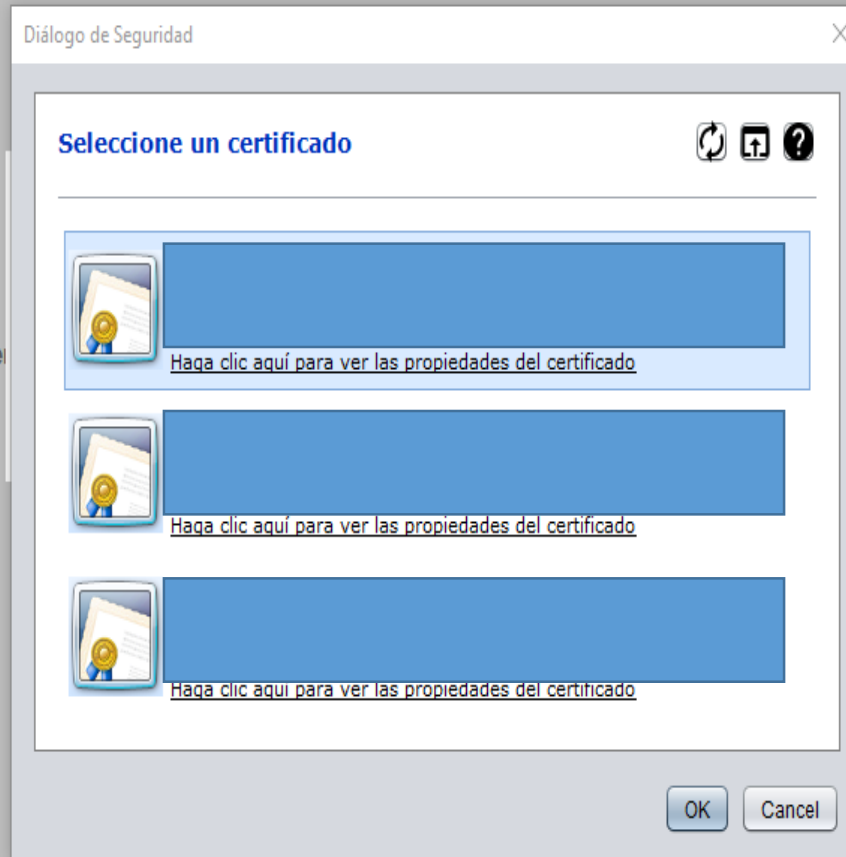 Diálogo de Seguridad
Seleccione un certificado
Haga clic aquí para ver las propiedades del certificado
Haga clic aquí para ver las propiedades del certificado
Haga clic aquí para ver las propiedades del certificado
OK
Cancel